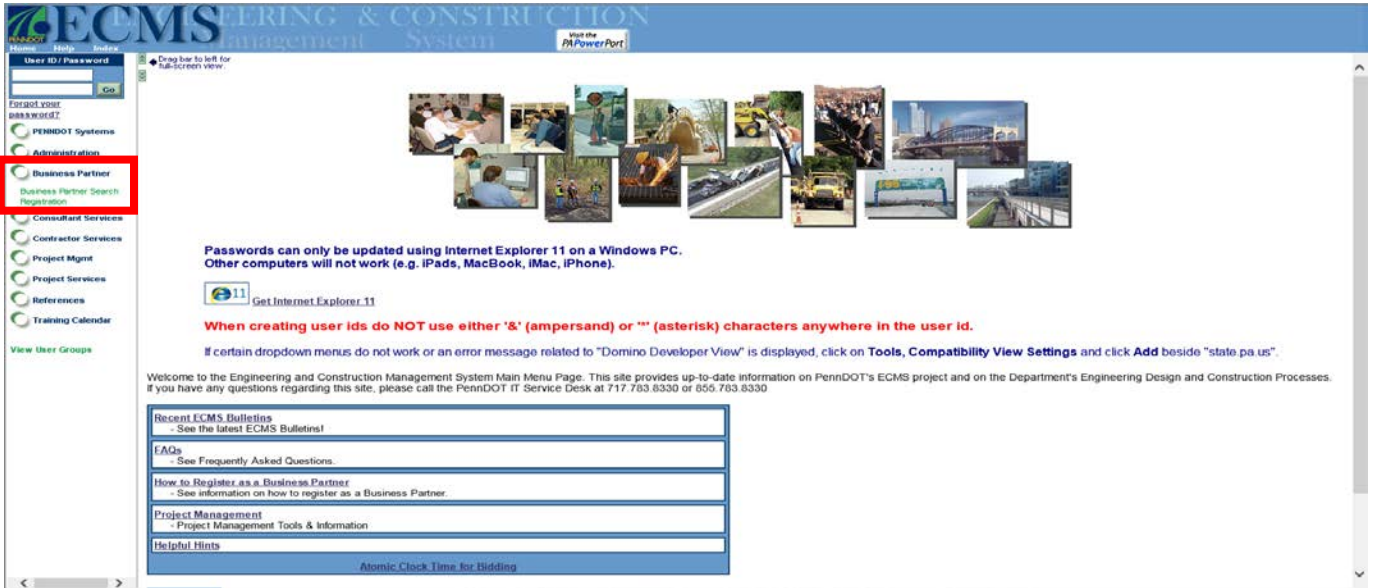 PENNDOT
ECMS
ENGINEERING & CONSTRUCTION
Management System
Visit the
PAPowerPort
Home Help Index
User ID / Password
Go
Forgot your
password?
PENNDOT Systems
Administration
Business Partner
Business Partner Search
Registration
Consultant Services
Contractor Services
Project Mgmt
Project Services
References
Training Calendar
View User Groups
Drag bar to left for
full-screen view.
Passwords can only be updated using Internet Explorer 11 on a Windows PC.
Other computers will not work (e.g. iPads, MacBook, iMac, iPhone).
11
Get Internet Explorer 11
When creating user ids do NOT use either '&' (ampersand) or '*' (asterisk) characters anywhere in the user id.
If certain dropdown menus do not work or an error message related to "Domino Developer View" is displayed, click on Tools, Compatibility View Settings and click Add beside "state.pa.us".
Welcome to the Engineering and Construction Management System Main Menu Page. This site provides up-to-date information on PennDOT's ECMS project and on the Department's Engineering Design and Construction Processes.
If you have any questions regarding this site, please call the PennDOT IT Service Desk at 717.783.8330 or 855.783.8330
Recent ECMS Bulletins
- See the latest ECMS Bulletins!
FAQs
- See Frequently Asked Questions.
How to Register as a Business Partner
- See information on how to register as a Business Partner.
Project Management
- Project Management Tools & Information
Helpful Hints
Atomic Clock Time for Bidding